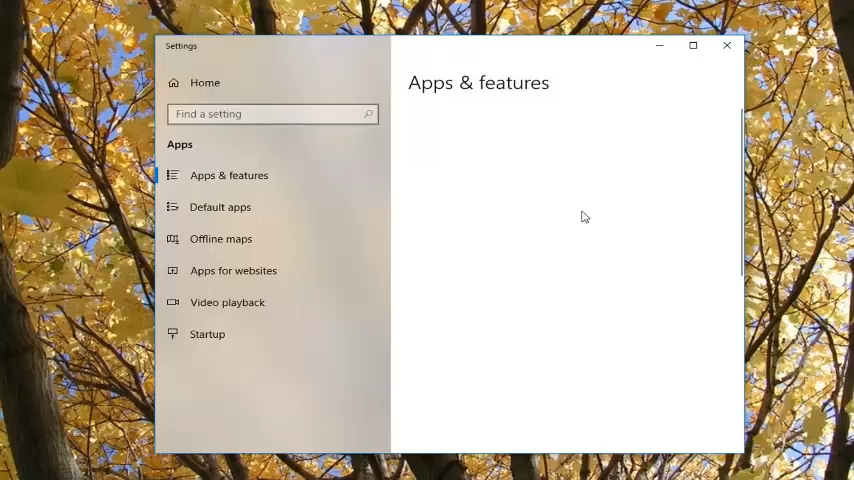 Settings
Home
Find a setting
Apps
Apps & features
Default apps
Offline maps
Apps for websites
Video playback
Startup
Apps & features